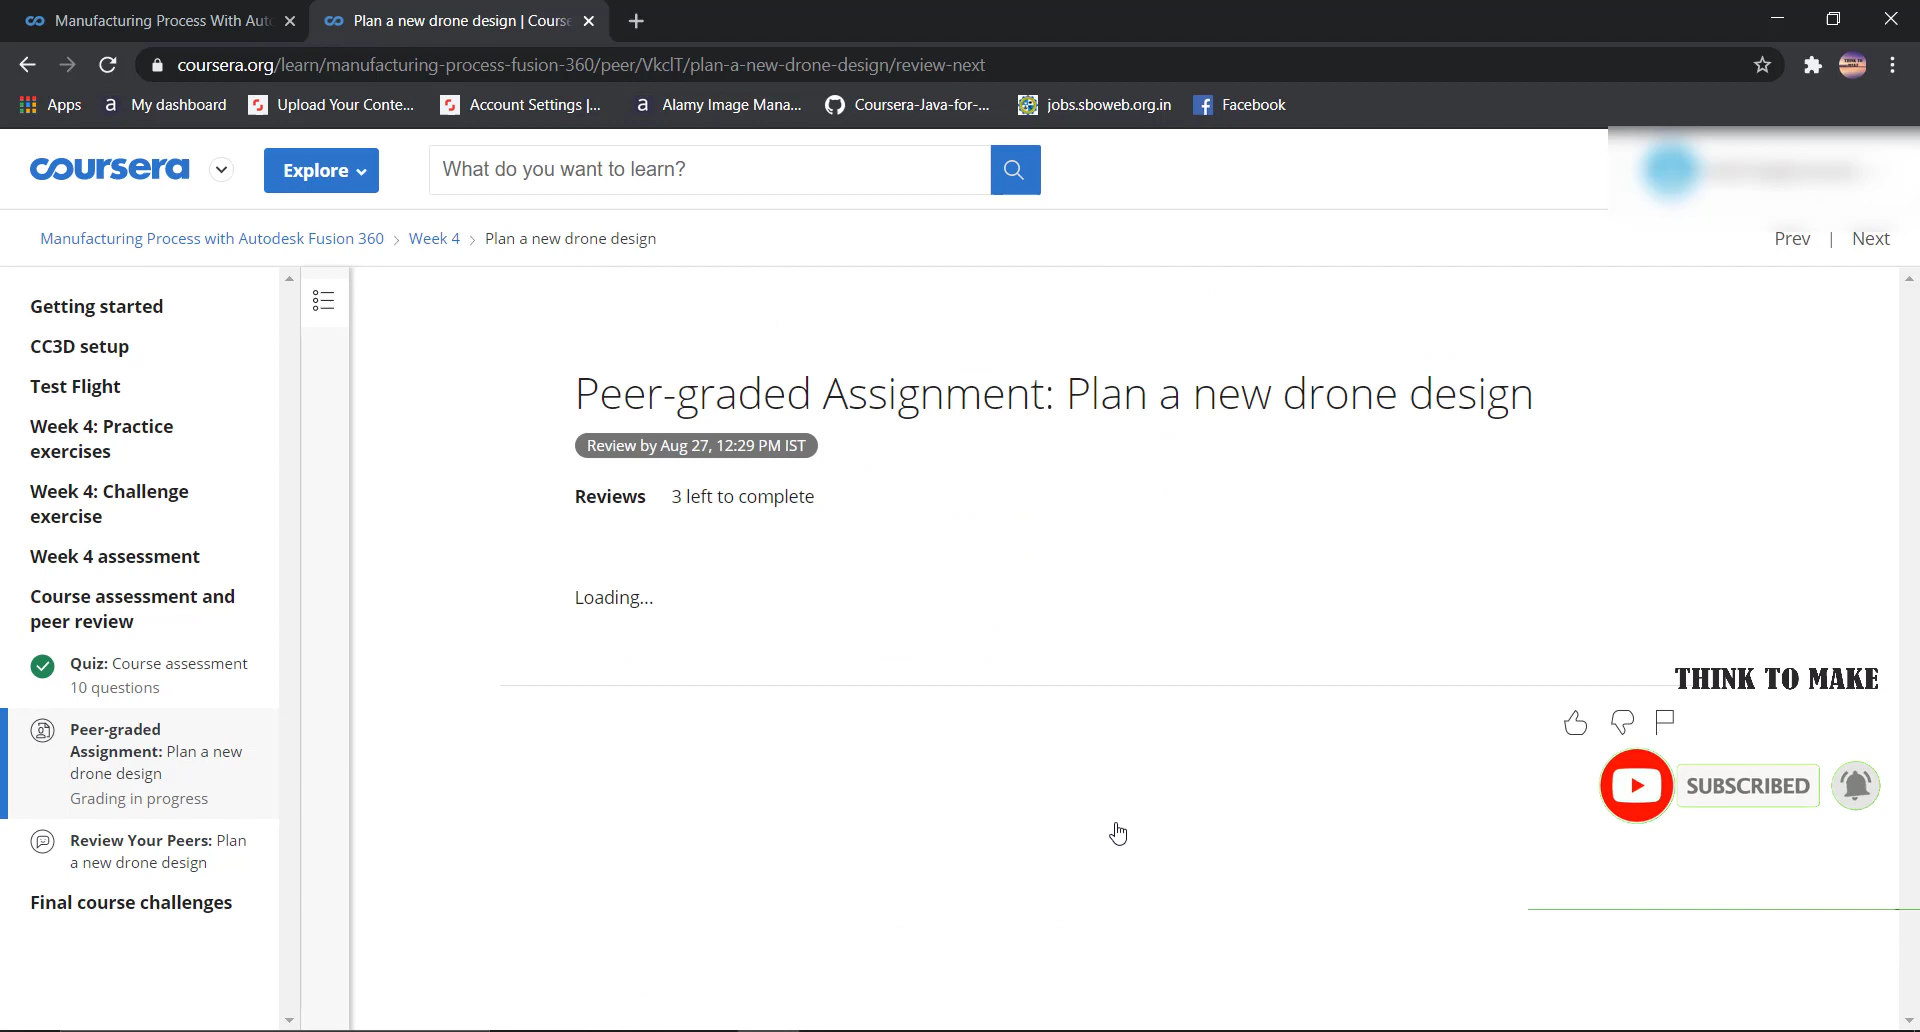 Manufacturing Process With Aut
Plan a new drone design | Course
coursera.org/learn/manufacturing-process-fusion-360/peer/VkclT/plan-a-new-drone-design/review-next
Apps
a My dashboard
Upload Your Conte...
Account Settings |...
a Alamy Image Mana...
Coursera-Java-for-...
jobs.sboweb.org.in
Facebook
coursera
Explore
What do you want to learn?
Manufacturing Process with Autodesk Fusion 360 > Week 4 > Plan a new drone design
Prev | Next
Getting started
CC3D setup
Test Flight
Week 4: Practice
exercises
Week 4: Challenge
exercise
Week 4 assessment
Course assessment and
peer review
Quiz: Course assessment
10 questions
Peer-graded
Assignment: Plan a new
drone design
Grading in progress
Review Your Peers: Plan
a new drone design
Final course challenges
Peer-graded Assignment: Plan a new drone design
Review by Aug 27, 12:29 PM IST
Reviews 3 left to complete
Loading...
THINK TO MAKE
SUBSCRIBED